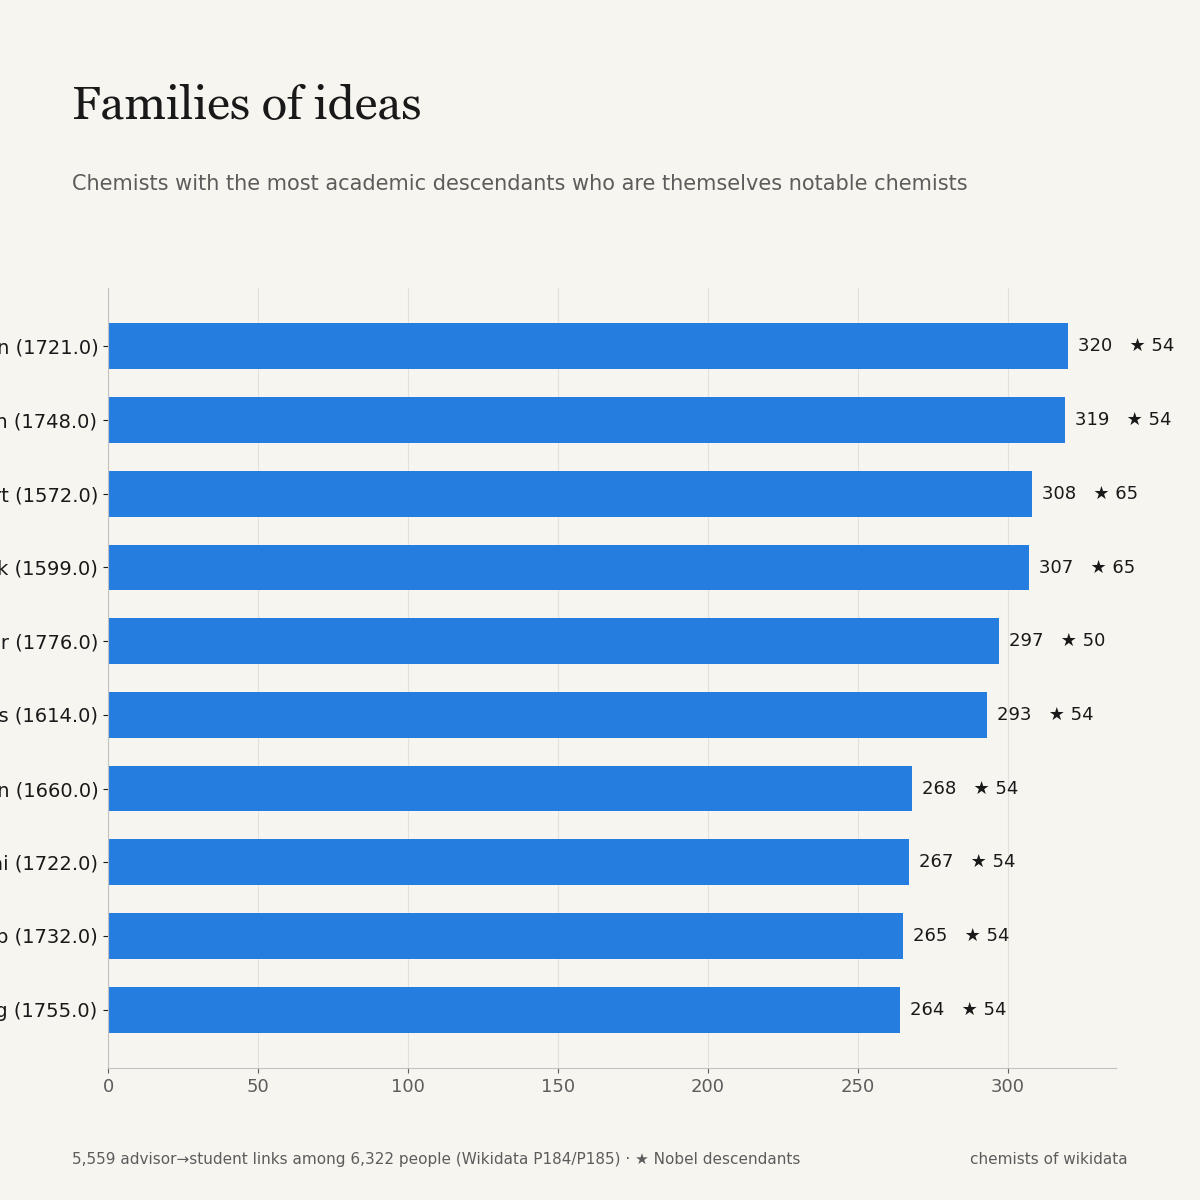 Families of ideas
Chemists with the most academic descendants who are themselves notable chemists
n (1721.0) 320 ★ 54
n (1748.0) 319 ★ 54
rt (1572.0) 308 ★ 65
k (1599.0) 307 ★ 65
r (1776.0) 297 ★ 50
s (1614.0) 293 ★ 54
n (1660.0) 268 ★ 54
ni (1722.0) 267 ★ 54
o (1732.0) 265 ★ 54
g (1755.0) 264 ★ 54
0 50 100 150 200 250 300
5,559 advisor→student links among 6,322 people (Wikidata P184/P185) · ★ Nobel descendants
chemists of wikidata